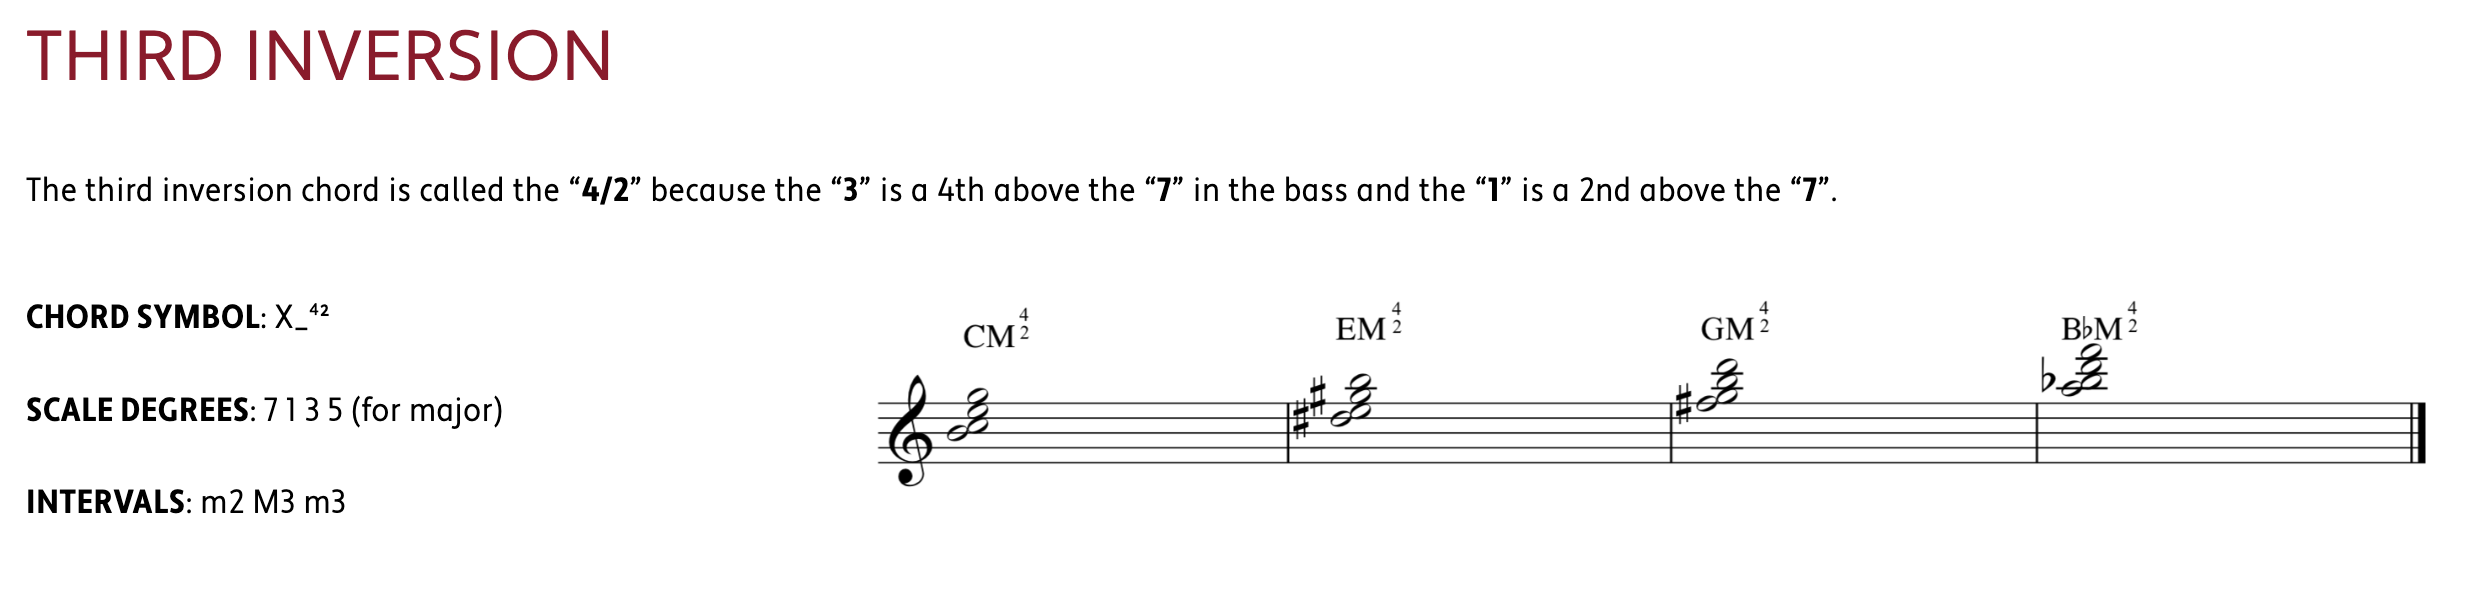 THIRD INVERSION
The third inversion chord is called the “4/2” because the “3” is a 4th above the “7” in the bass and the “1” is a 2nd above the “7”.
CHORD SYMBOL: X_⁴²
CM 4/2 EM 4/2 GM 4/2 B♭M 4/2
SCALE DEGREES: 7 1 3 5 (for major)
INTERVALS: m2 M3 m3